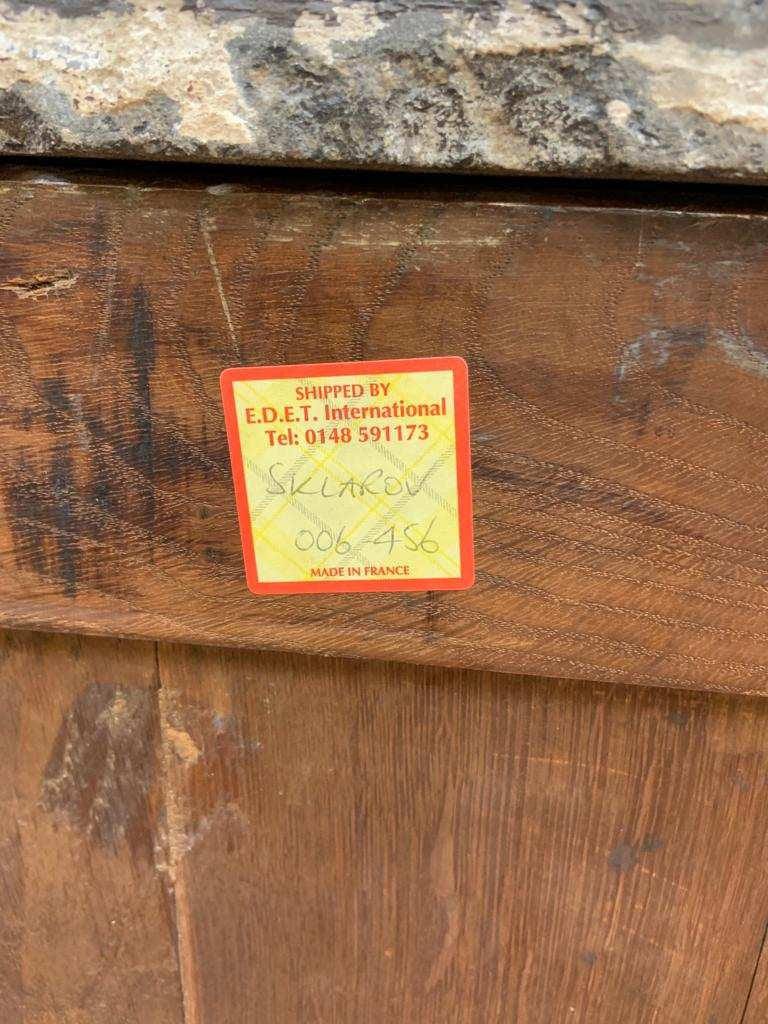 SHIPPED BY
E.D.E.T. International
Tel: 0148 591173
SKLAROV
006-456
MADE IN FRANCE